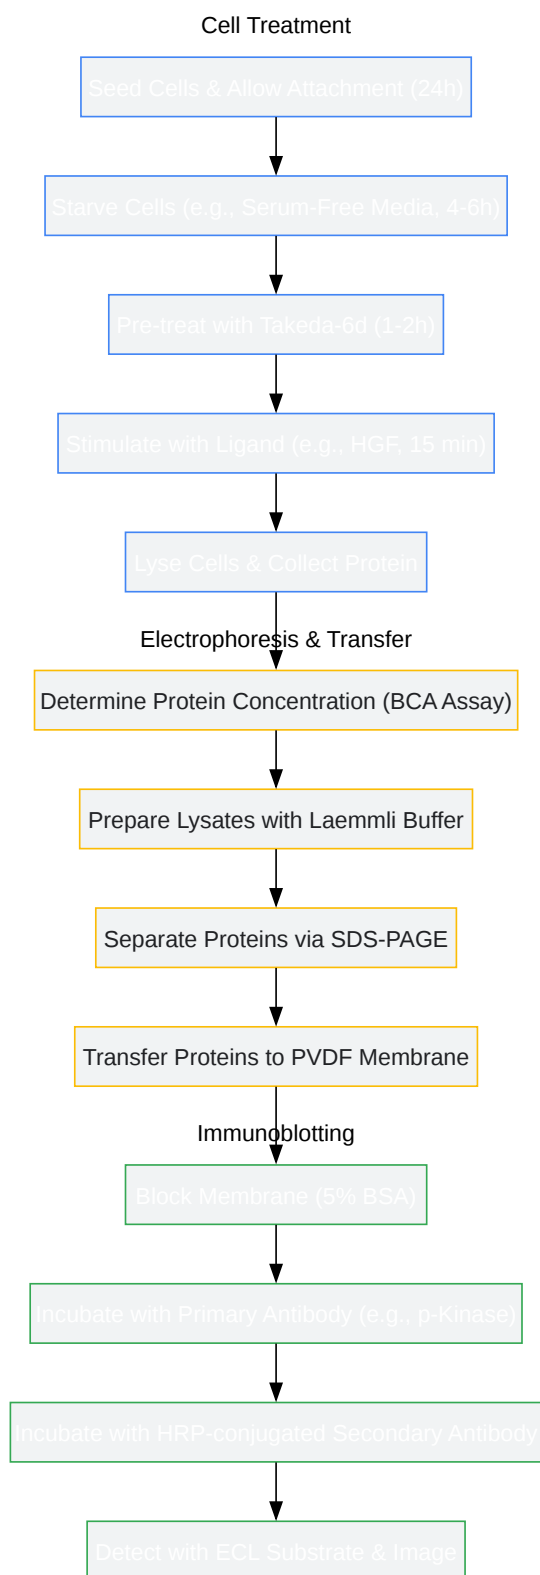 Cell Treatment
Seed Cells & Allow Attachment (24h)
Starve Cells (e.g., Serum-Free Media, 4-6h)
Pre-treat with Takeda-6d (1-2h)
Stimulate with Ligand (e.g., HGF, 15 min)
Lyse Cells & Collect Protein
Electrophoresis & Transfer
Determine Protein Concentration (BCA Assay)
Prepare Lysates with Laemmli Buffer
Separate Proteins via SDS-PAGE
Transfer Proteins to PVDF Membrane
Immunoblotting
Block Membrane (5% BSA)
Incubate with Primary Antibody (e.g., p-Kinase)
Incubate with HRP-conjugated Secondary Antibody
Detect with ECL Substrate & Image